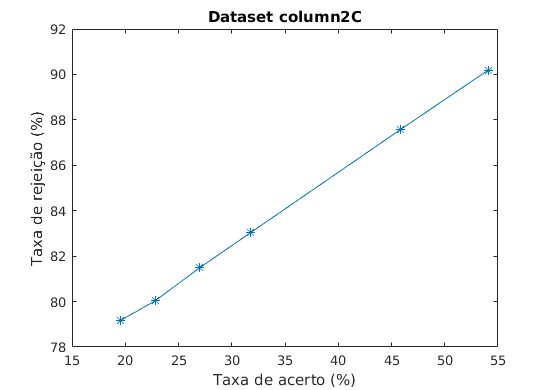 Dataset column2C
92
90
88
86
84
82
80
78
Taxa de rejeição (%)
15 20 25 30 35 40 45 50 55
Taxa de acerto (%)